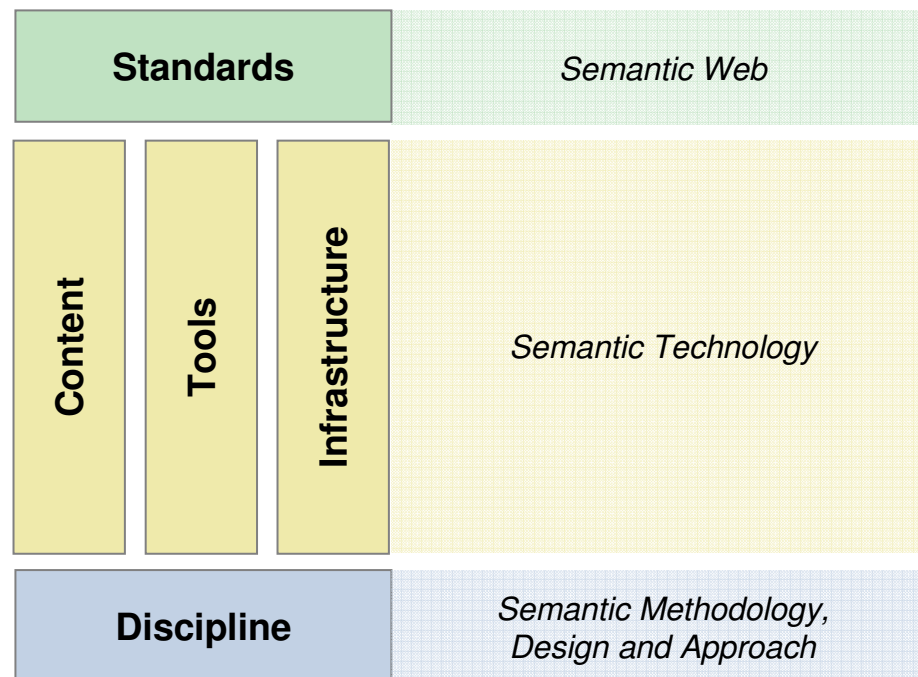 Standards
Semantic Web
Content
Tools
Infrastructure
Semantic Technology
Discipline
Semantic Methodology,
Design and Approach